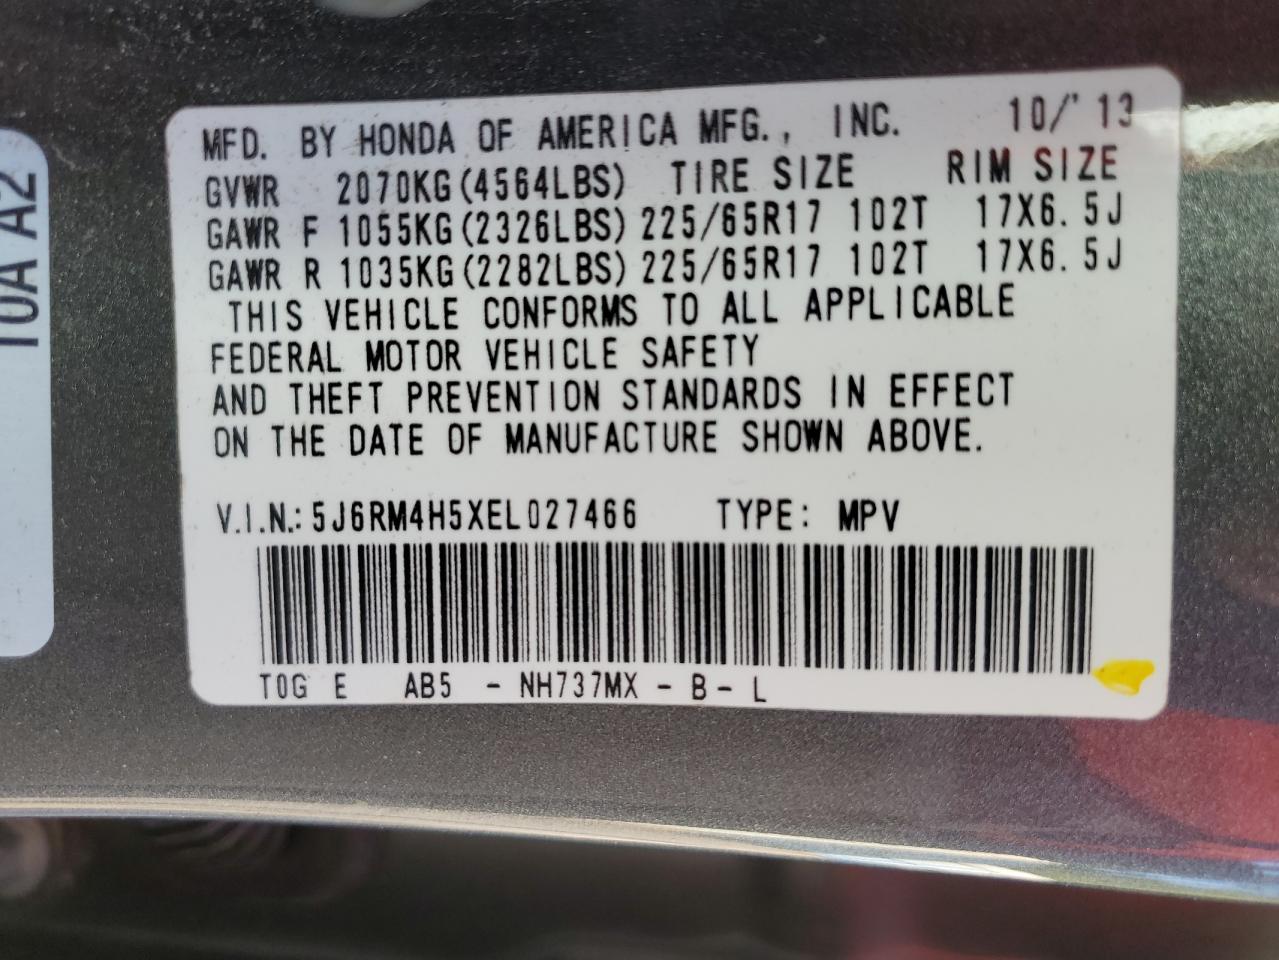 MFD. BY HONDA OF AMERICA MFG., INC. 10/'13
GVWR 2070KG(4564LBS) TIRE SIZE RIM SIZE
GAWR F 1055KG(2326LBS) 225/65R17 102T 17X6.5J
GAWR R 1035KG(2282LBS) 225/65R17 102T 17X6.5J
THIS VEHICLE CONFORMS TO ALL APPLICABLE
FEDERAL MOTOR VEHICLE SAFETY
AND THEFT PREVENTION STANDARDS IN EFFECT
ON THE DATE OF MANUFACTURE SHOWN ABOVE.
V.I.N.: 5J6RM4H5XEL027466 TYPE: MPV
T0G E AB5 - NH737MX - B - L
T0A A2